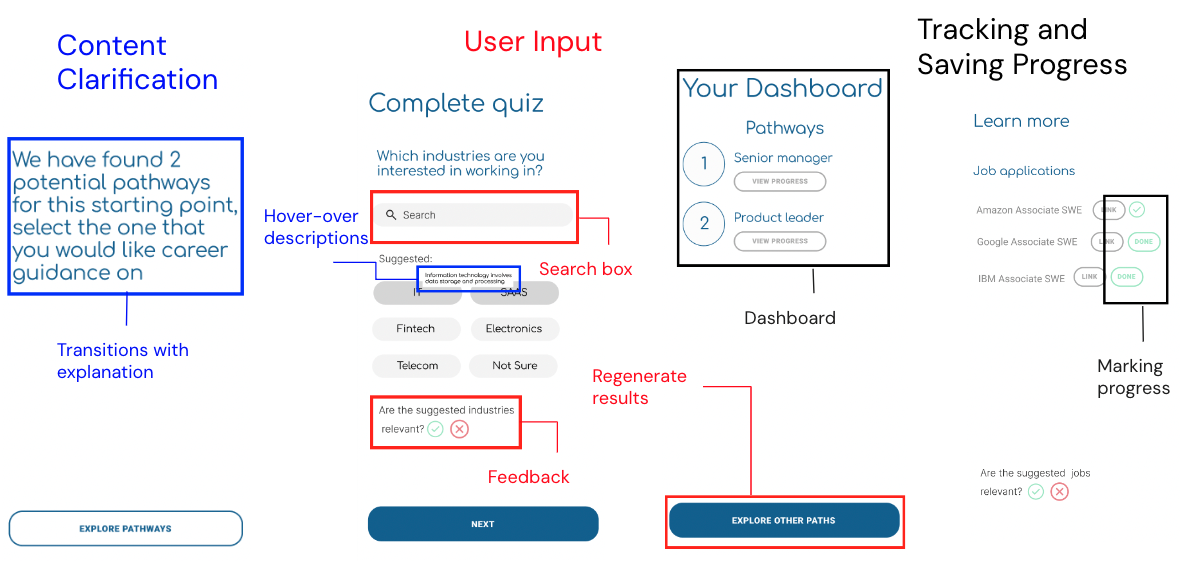 Content
Clarification
We have found 2
potential pathways
for this starting point,
select the one that
you would like career
guidance on
Transitions with
explanation
EXPLORE PATHWAYS
User Input
Complete quiz
Which industries are you
interested in working in?
Search
Hover-over
descriptions
Search box
Suggested:
Information technology involves
data storage and processing
IT
SAAS
Fintech
Electronics
Telecom
Not Sure
Are the suggested industries
relevant?
Feedback
NEXT
Your Dashboard
Pathways
1
Senior manager
VIEW PROGRESS
2
Product leader
VIEW PROGRESS
Dashboard
Regenerate
results
EXPLORE OTHER PATHS
Tracking and
Saving Progress
Learn more
Job applications
Amazon Associate SWE
LINK
Google Associate SWE
LINK
DONE
IBM Associate SWE
LINK
DONE
Marking
progress
Are the suggested jobs
relevant?